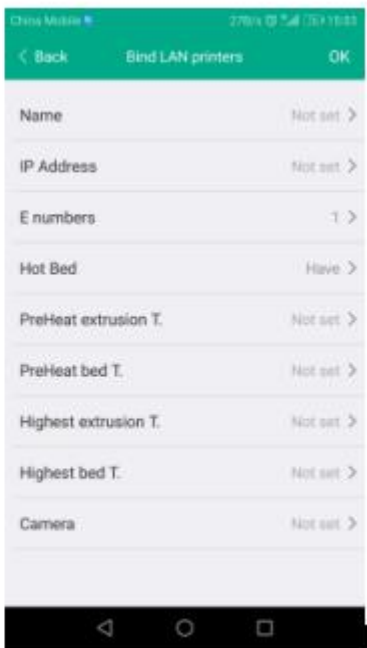 China Mobile
< Back Bind LAN printers OK
Name Not set >
IP Address Not set >
E numbers 1 >
Hot Bed Have >
PreHeat extrusion T. Not set >
PreHeat bed T. Not set >
Highest extrusion T. Not set >
Highest bed T. Not set >
Camera Not set >